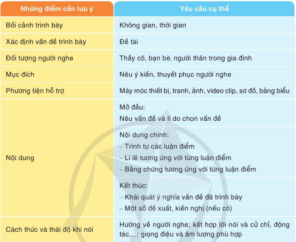 Những điểm cần lưu ý
Yêu cầu cụ thể
Bối cảnh trình bày
Không gian, thời gian
Xác định vấn đề trình bày
Đề tài
Đối tượng người nghe
Thầy cô, bạn bè, người thân trong gia đình
Mục đích
Nêu ý kiến, thuyết phục người nghe
Phương tiện hỗ trợ
Máy móc thiết bị, tranh, ảnh, video clip, sơ đồ, bảng biểu
Nội dung
Mở đầu:
Nêu vấn đề và lí do chọn vấn đề
Nội dung chính:
– Trình tự các luận điểm
– Lí lẽ tương ứng với từng luận điểm
– Bằng chứng tương ứng với từng luận điểm
Kết thúc:
– Khái quát ý nghĩa vấn đề đã trình bày
– Một số đề xuất, kiến nghị (nếu có)
Cách thức và thái độ khi nói
Hướng về người nghe; kết hợp lời nói và cử chỉ, động
tác,...; giọng điệu và âm lượng phù hợp